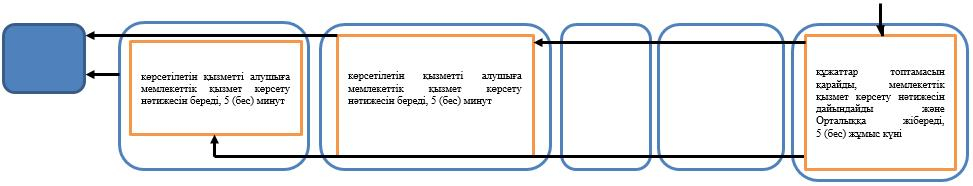 көрсетілетін қызметті алушыға
мемлекеттік қызмет көрсету
нәтижесін береді, 5 (бес) минут
көрсетілетін қызметті алушыға
мемлекеттік қызмет көрсету
нәтижесін береді, 5 (бес) минут
құжаттар топтамасын
қарайды, мемлекеттік
қызмет көрсету нәтижесін
дайындайды және
Орталыққа жібереді,
5 (бес) жұмыс күні